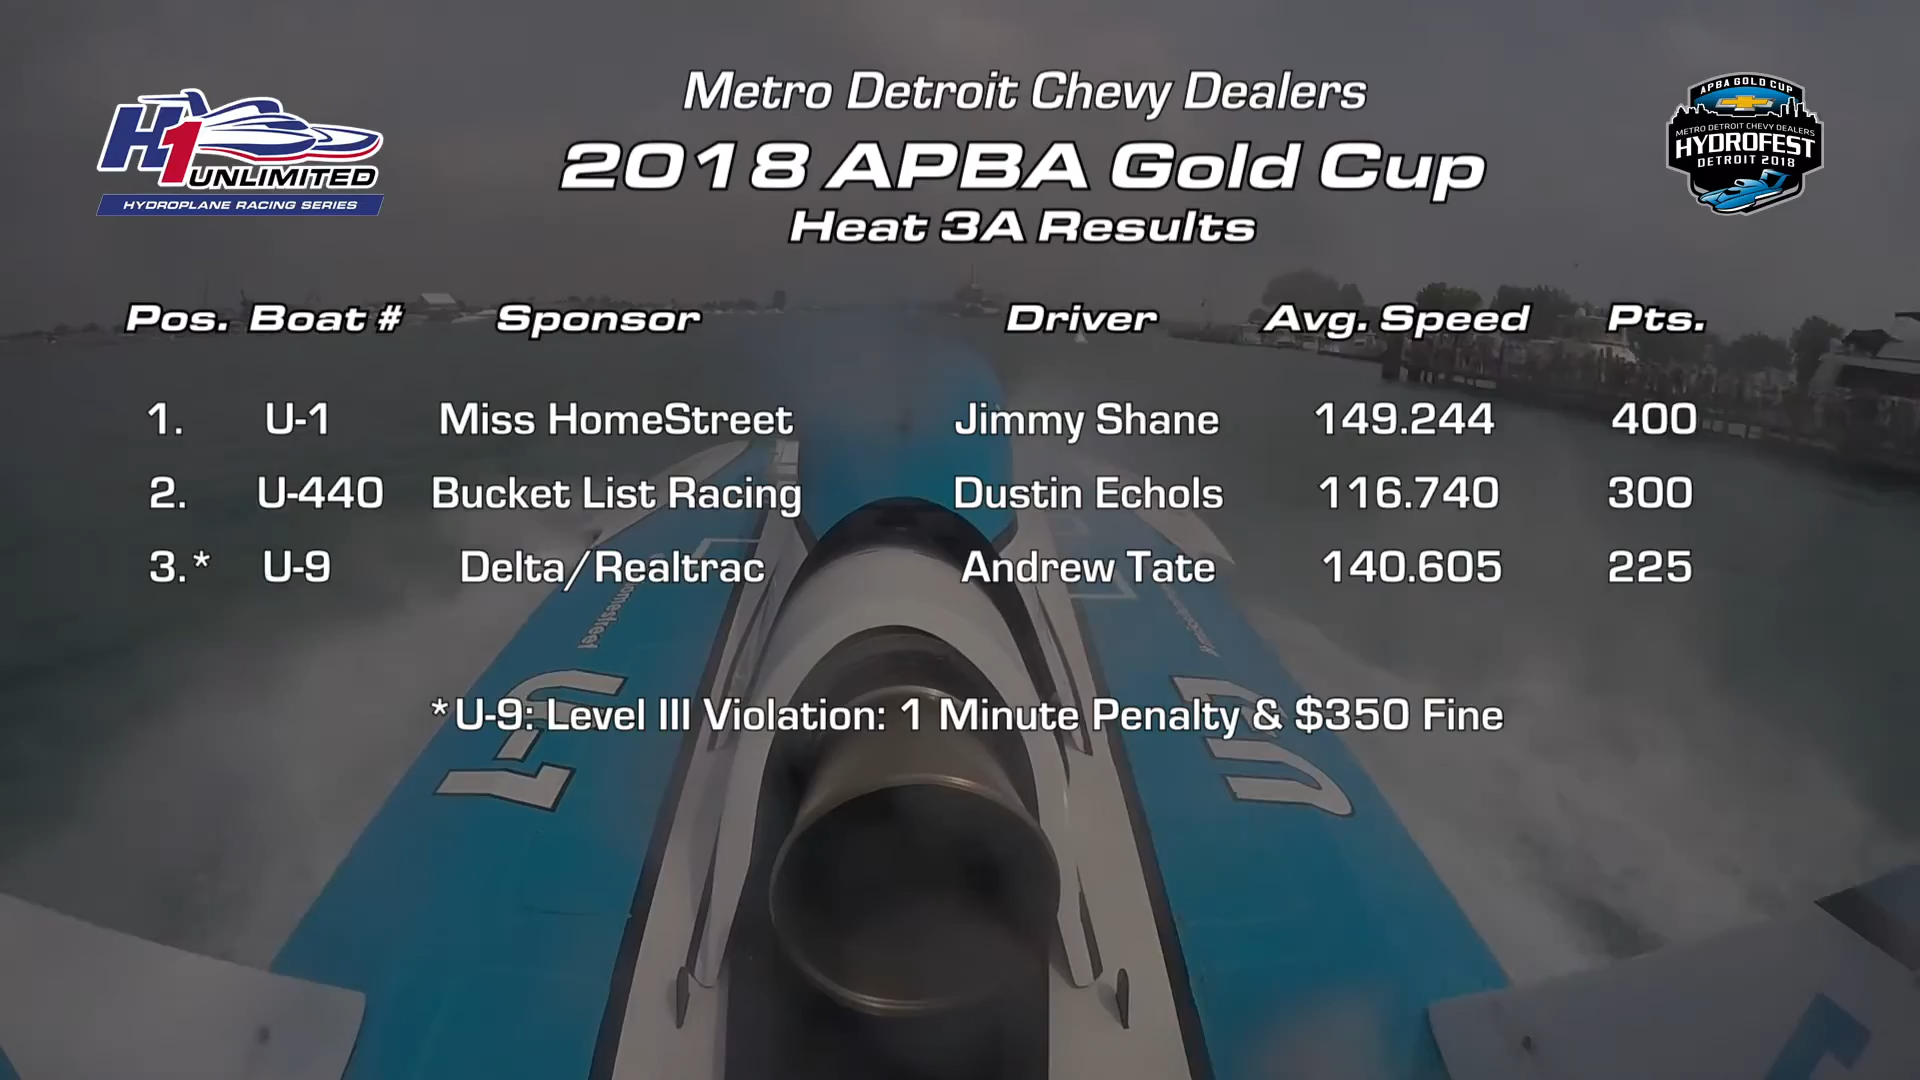 H1 UNLIMITED
HYDROPLANE RACING SERIES
Metro Detroit Chevy Dealers
2018 APBA Gold Cup
Heat 3A Results
APBA GOLD CUP
METRO DETROIT CHEVY DEALERS
HYDROFEST
DETROIT 2018
Pos. Boat # Sponsor Driver Avg. Speed Pts.
1. U-1 Miss HomeStreet Jimmy Shane 149.244 400
2. U-440 Bucket List Racing Dustin Echols 116.740 300
3.* U-9 Delta/Realtrac Andrew Tate 140.605 225
*U-9: Level III Violation: 1 Minute Penalty & $350 Fine
homestreet
U-1
U-1